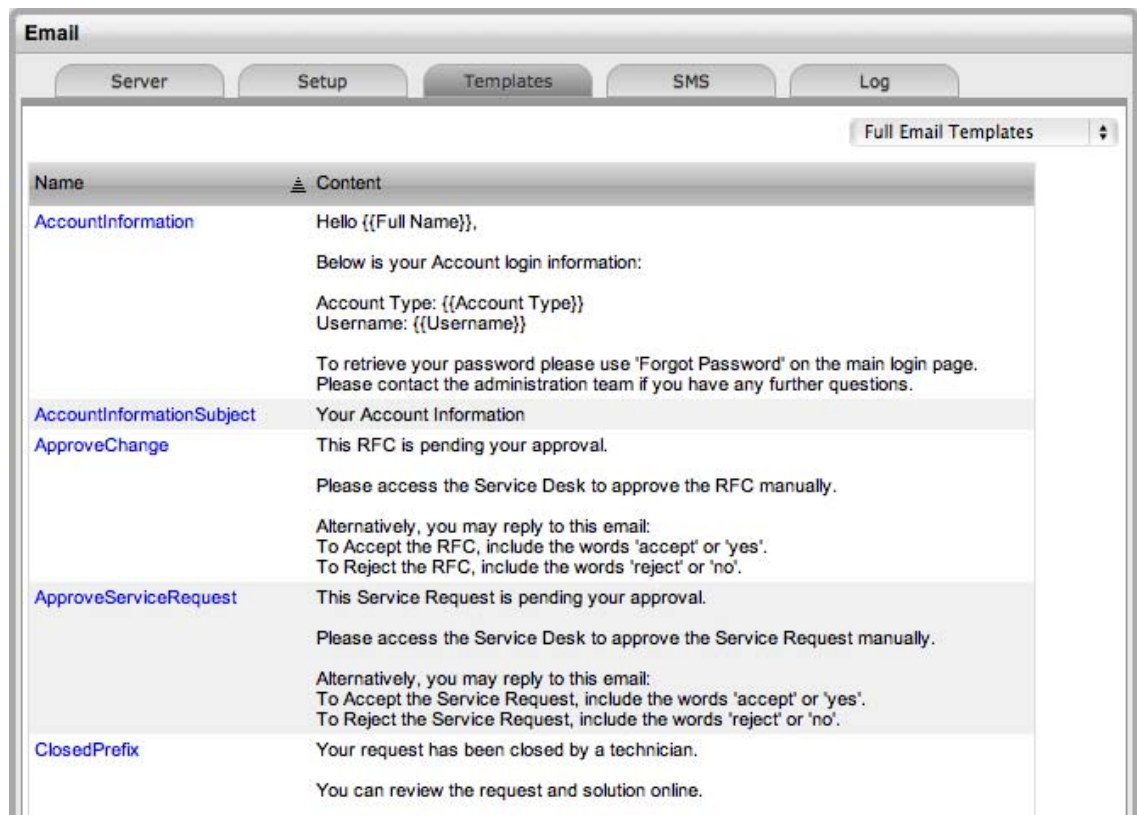 Email
Server Setup Templates SMS Log
Full Email Templates
Name Content
AccountInformation Hello {{Full Name}},
Below is your Account login information:
Account Type: {{Account Type}}
Username: {{Username}}
To retrieve your password please use 'Forgot Password' on the main login page.
Please contact the administration team if you have any further questions.
AccountInformationSubject Your Account Information
ApproveChange This RFC is pending your approval.
Please access the Service Desk to approve the RFC manually.
Alternatively, you may reply to this email:
To Accept the RFC, include the words 'accept' or 'yes'.
To Reject the RFC, include the words 'reject' or 'no'.
ApproveServiceRequest This Service Request is pending your approval.
Please access the Service Desk to approve the Service Request manually.
Alternatively, you may reply to this email:
To Accept the Service Request, include the words 'accept' or 'yes'.
To Reject the Service Request, include the words 'reject' or 'no'.
ClosedPrefix Your request has been closed by a technician.
You can review the request and solution online.